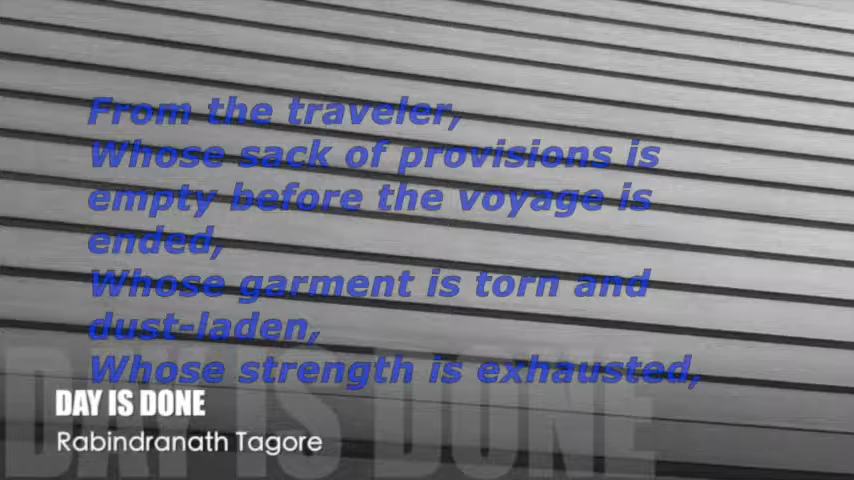 From the traveler,
Whose sack of provisions is
empty before the voyage is
ended,
Whose garment is torn and
dust-laden,
Whose strength is exhausted,
DAY IS DONE
DAY IS DONE
Rabindranath Tagore